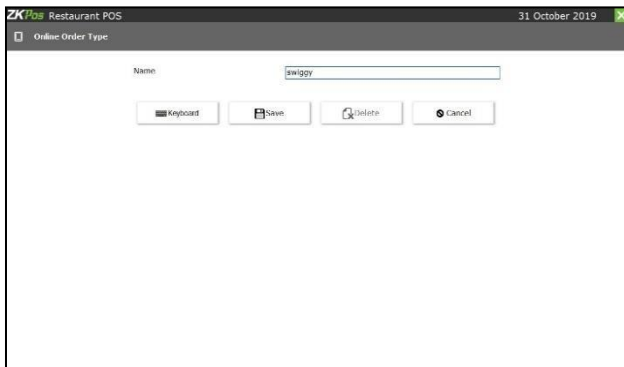 ZKPos Restaurant POS 31 October 2019 X
Online Order Type
Name swiggy
Keyboard Save Delete Cancel